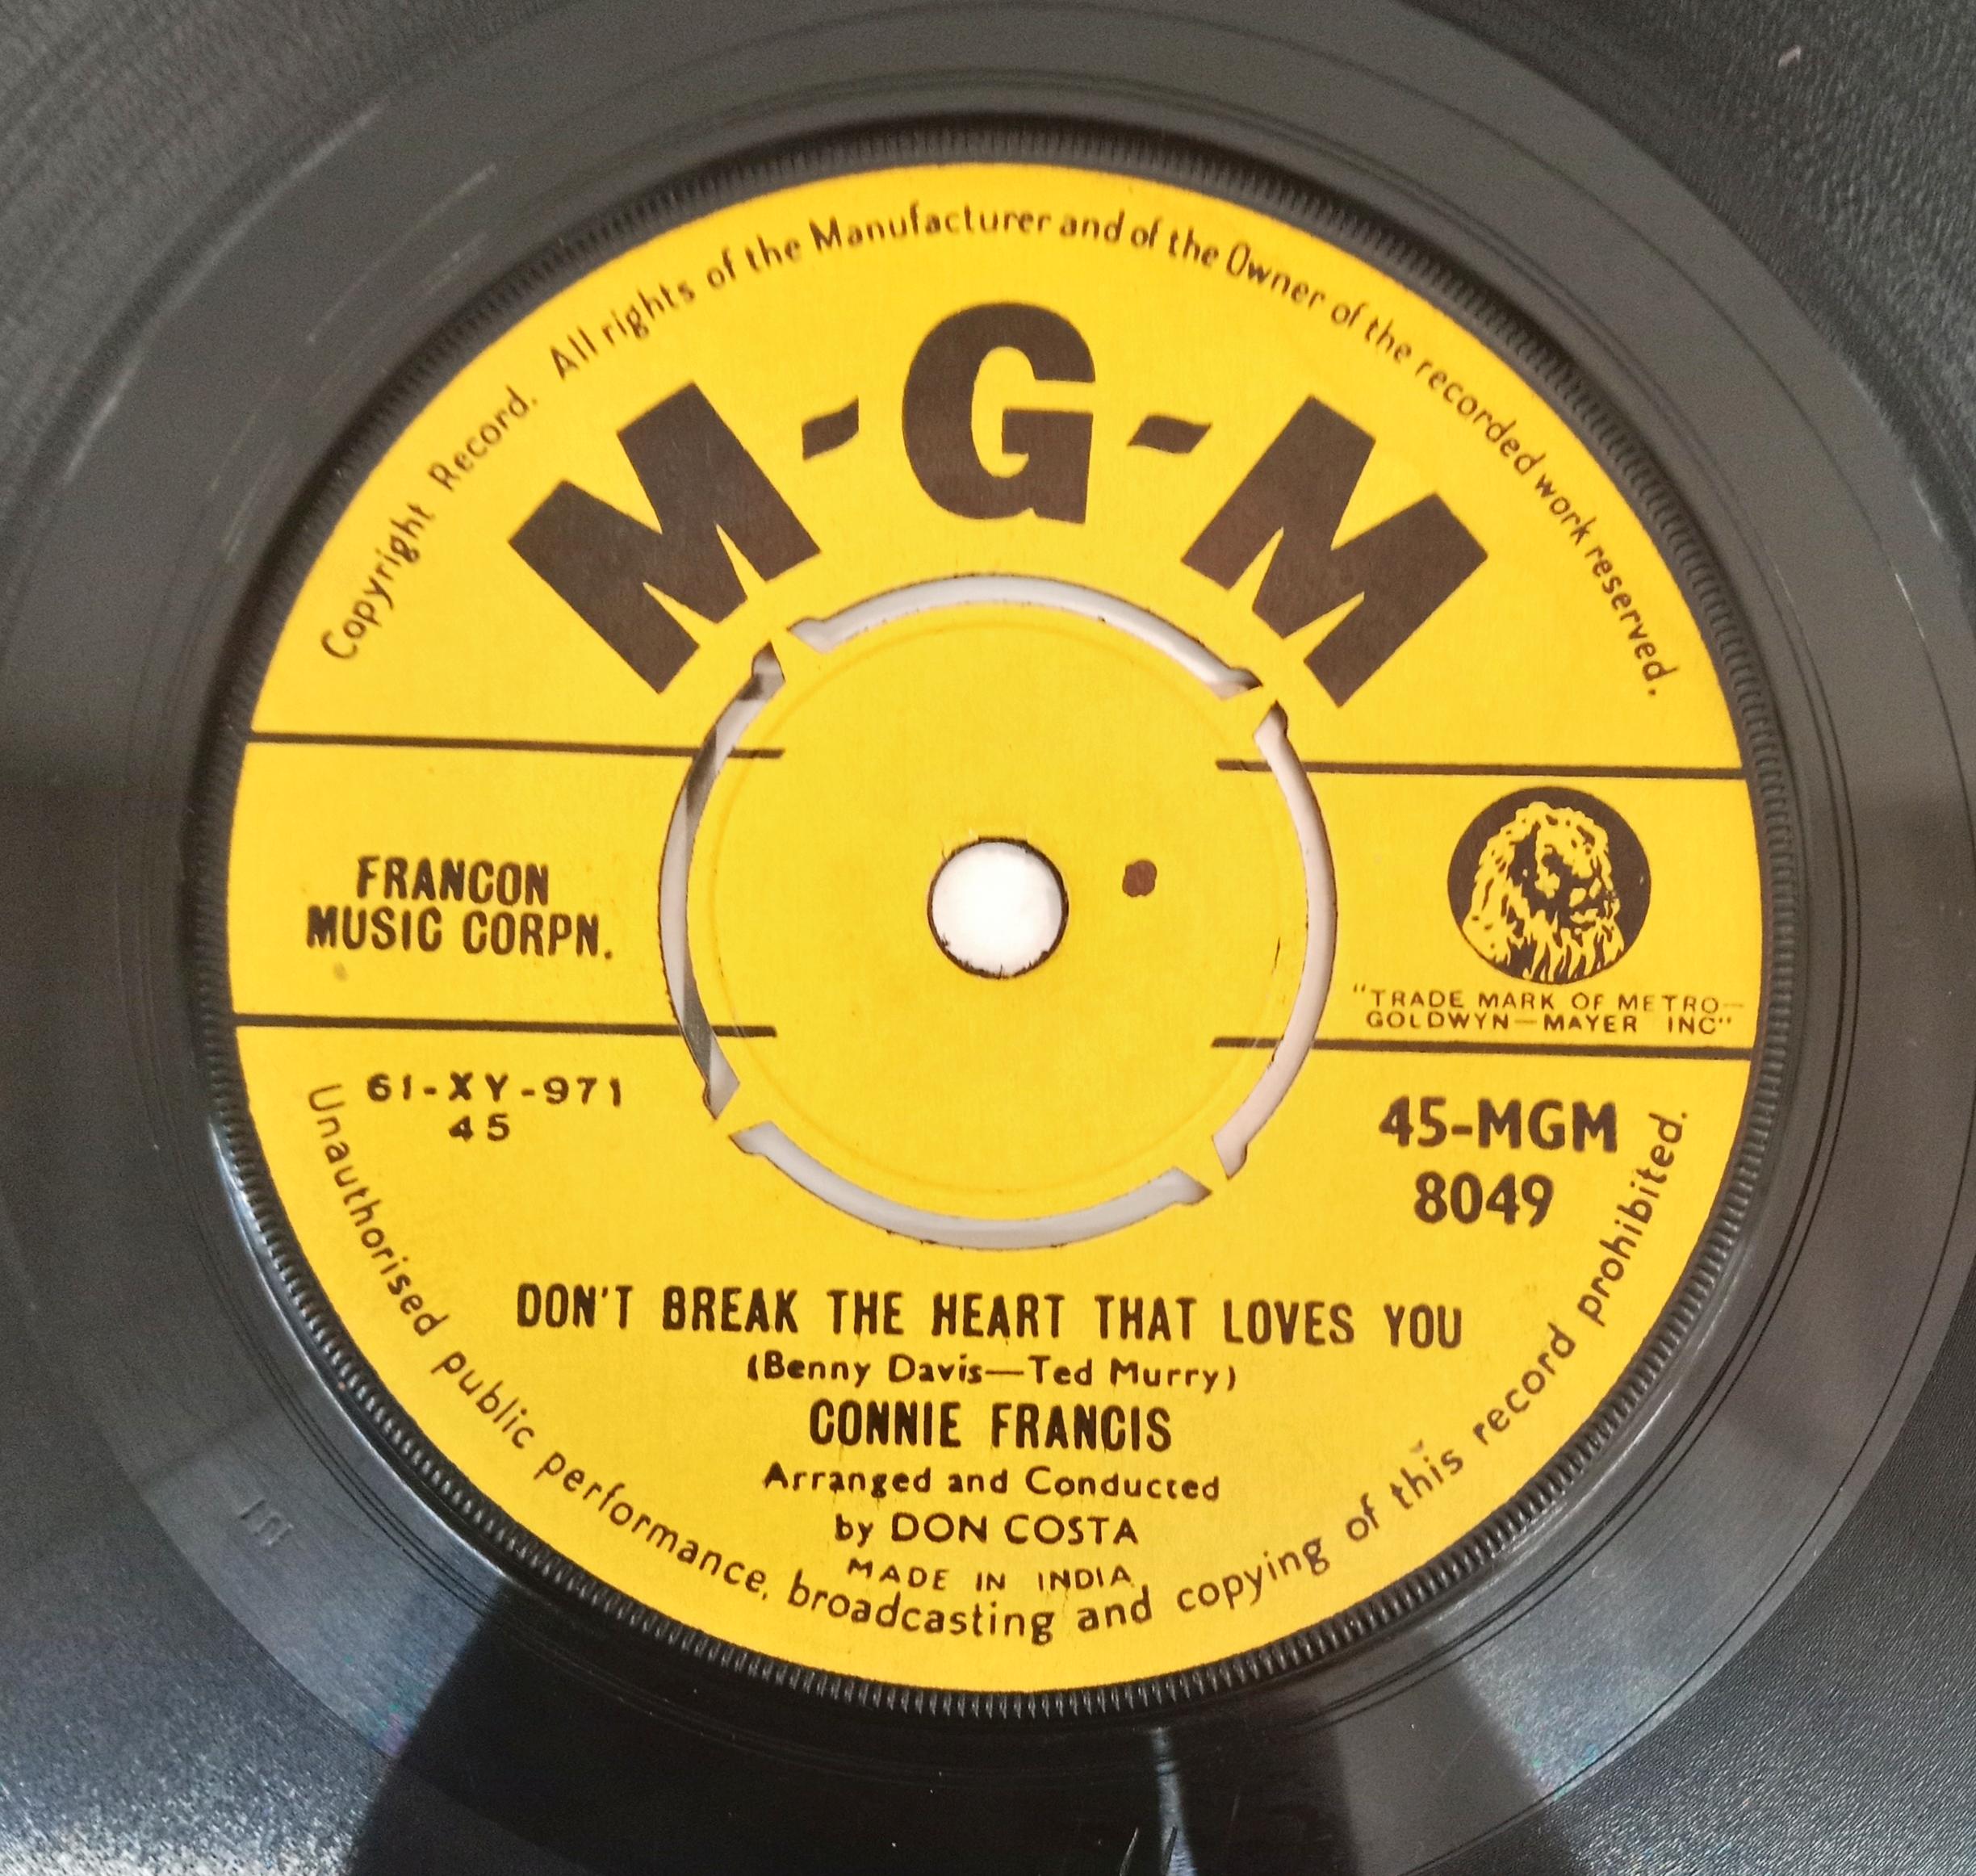 Copyright Record. All rights of the Manufacturer and of the Owner of the recorded work reserved.
M-G-M
FRANCON
MUSIC CORPN.
"TRADE MARK OF METRO—
GOLDWYN—MAYER INC"
61-XY-971
45
45-MGM
8049
DON'T BREAK THE HEART THAT LOVES YOU
(Benny Davis—Ted Murry)
CONNIE FRANCIS
Arranged and Conducted
by DON COSTA
MADE IN INDIA
Unauthorised public performance, broadcasting and copying of this record prohibited.